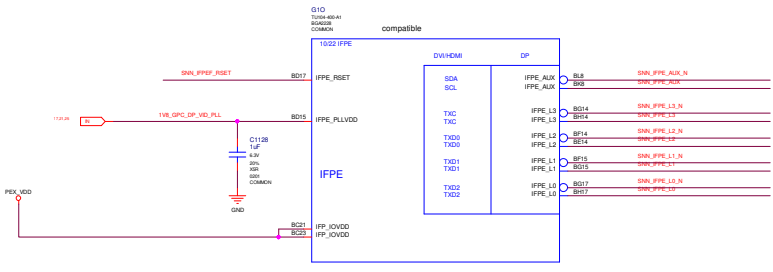 G1O
TU104-400-A1
BGA2228
COMMON
compatible
10/22 IFPE
DVI/HDMI DP
SNN_IFPEF_RSET BD17 IFPE_RSET
SDA IFPE_AUX BL8 SNN_IFPE_AUX_N
SCL IFPE_AUX BK8 SNN_IFPE_AUX
TXC IFPE_L3 BG14 SNN_IFPE_L3_N
TXC IFPE_L3 BH14 SNN_IFPE_L3
IN 1V8_GPC_DP_VID_PLL BD15 IFPE_PLLVDD
TXD0 IFPE_L2 BF14 SNN_IFPE_L2_N
TXD0 IFPE_L2 BE14 SNN_IFPE_L2
C1128
1uF
6.3V
20%
X5R
0201
COMMON
GND
TXD1 IFPE_L1 BF15 SNN_IFPE_L1_N
TXD1 IFPE_L1 BG15 SNN_IFPE_L1
IFPE
TXD2 IFPE_L0 BG17 SNN_IFPE_L0_N
TXD2 IFPE_L0 BH17 SNN_IFPE_L0
PEX_VDD
BC21 IFP_IOVDD
BC23 IFP_IOVDD